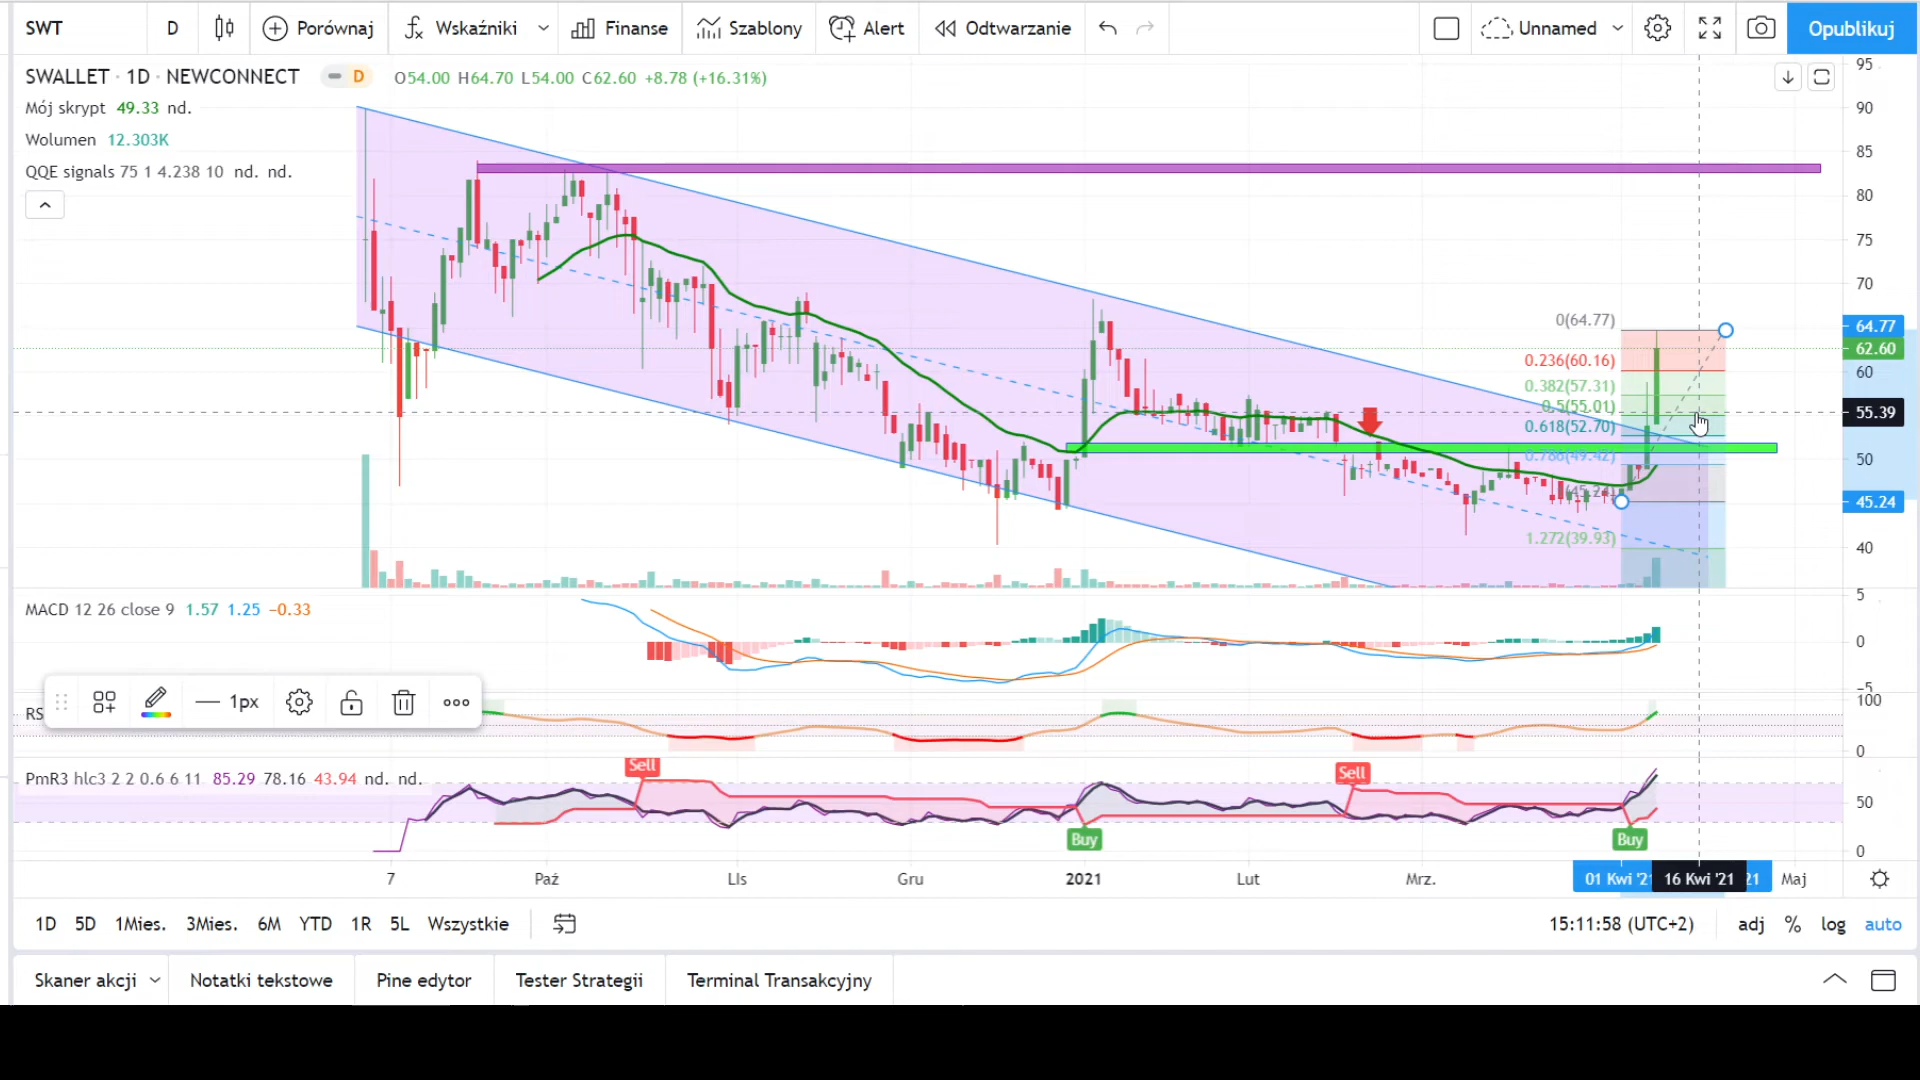 SWT D Porównaj Wskaźniki Finanse Szablony Alert Odtwarzanie Unnamed Opublikuj
SWALLET · 1D · NEWCONNECT D O54.00 H64.70 L54.00 C62.60 +8.78 (+16.31%)
Mój skrypt 49.33 nd.
Wolumen 12.303K
QQE signals 75 1 4.238 10 nd. nd.
95
90
85
80
75
70
0(64.77)
64.77
62.60
0.236(60.16)
60
0.382(57.31)
0.5(55.01)
55.39
0.618(52.70)
0.786(49.42)
50
45.24
1.272(39.93)
40
MACD 12 26 close 9 1.57 1.25 −0.33
5
0
−5
1px
RS
100
0
PmR3 hlc3 2 2 0.6 6 11 85.29 78.16 43.94 nd. nd.
Sell
Sell
Buy
Buy
50
0
7 Paź Lis Gru 2021 Lut Mrz. 01 Kwi '21 16 Kwi '21 21 Maj
1D 5D 1Mies. 3Mies. 6M YTD 1R 5L Wszystkie 15:11:58 (UTC+2) adj % log auto
Skaner akcji Notatki tekstowe Pine edytor Tester Strategii Terminal Transakcyjny